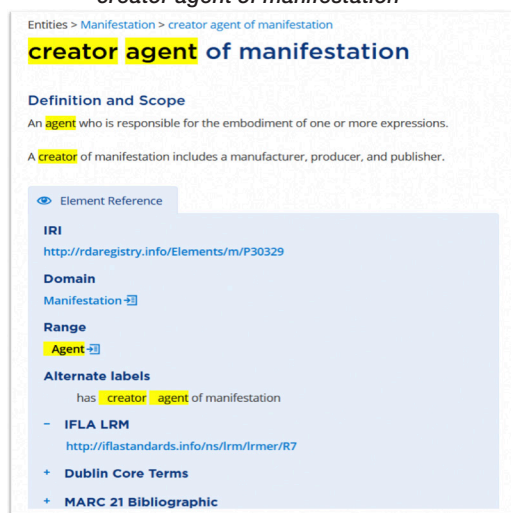 creator agent of manifestation
Entities > Manifestation > creator agent of manifestation
creator agent of manifestation
Definition and Scope
An agent who is responsible for the embodiment of one or more expressions.
A creator of manifestation includes a manufacturer, producer, and publisher.
Element Reference
IRI
http://rdaregistry.info/Elements/m/P30329
Domain
Manifestation
Range
Agent
Alternate labels
has creator agent of manifestation
− IFLA LRM
http://iflastandards.info/ns/lrm/lrmer/R7
+ Dublin Core Terms
+ MARC 21 Bibliographic